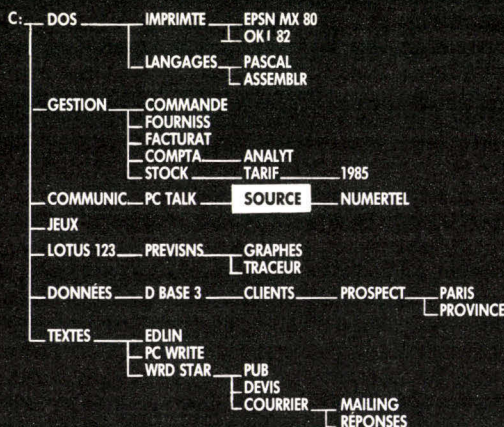 C: DOS IMPRIMTE EPSN MX 80
OKI 82
LANGAGES PASCAL
ASSEMBLR
GESTION COMMANDE
FOURNISS
FACTURAT
COMPTA ANALYT
STOCK TARIF 1985
COMMUNIC PC TALK SOURCE NUMERTEL
JEUX
LOTUS 123 PREVISNS GRAPHES
TRACEUR
DONNÉES D BASE 3 CLIENTS PROSPECT PARIS
PROVINCE
TEXTES EDLIN
PC WRITE
WRD STAR PUB
DEVIS
COURRIER MAILING
RÉPONSES